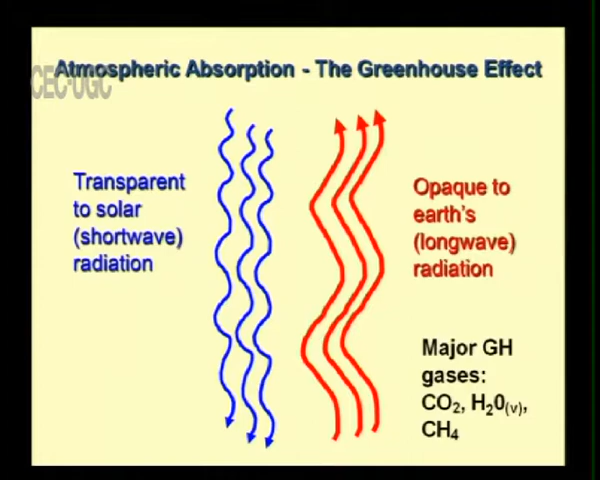 Atmospheric Absorption - The Greenhouse Effect
CEC-UGC
Transparent
to solar
(shortwave)
radiation
Opaque to
earth's
(longwave)
radiation
Major GH
gases:
CO₂, H₂0(v),
CH₄